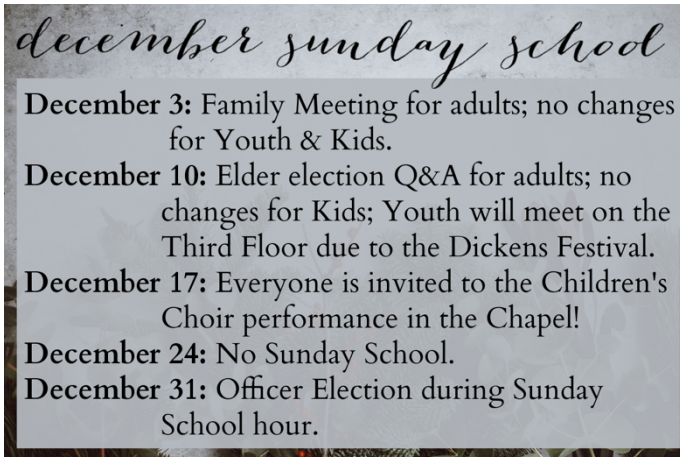 december sunday school
December 3: Family Meeting for adults; no changes
for Youth & Kids.
December 10: Elder election Q&A for adults; no
changes for Kids; Youth will meet on the
Third Floor due to the Dickens Festival.
December 17: Everyone is invited to the Children's
Choir performance in the Chapel!
December 24: No Sunday School.
December 31: Officer Election during Sunday
School hour.